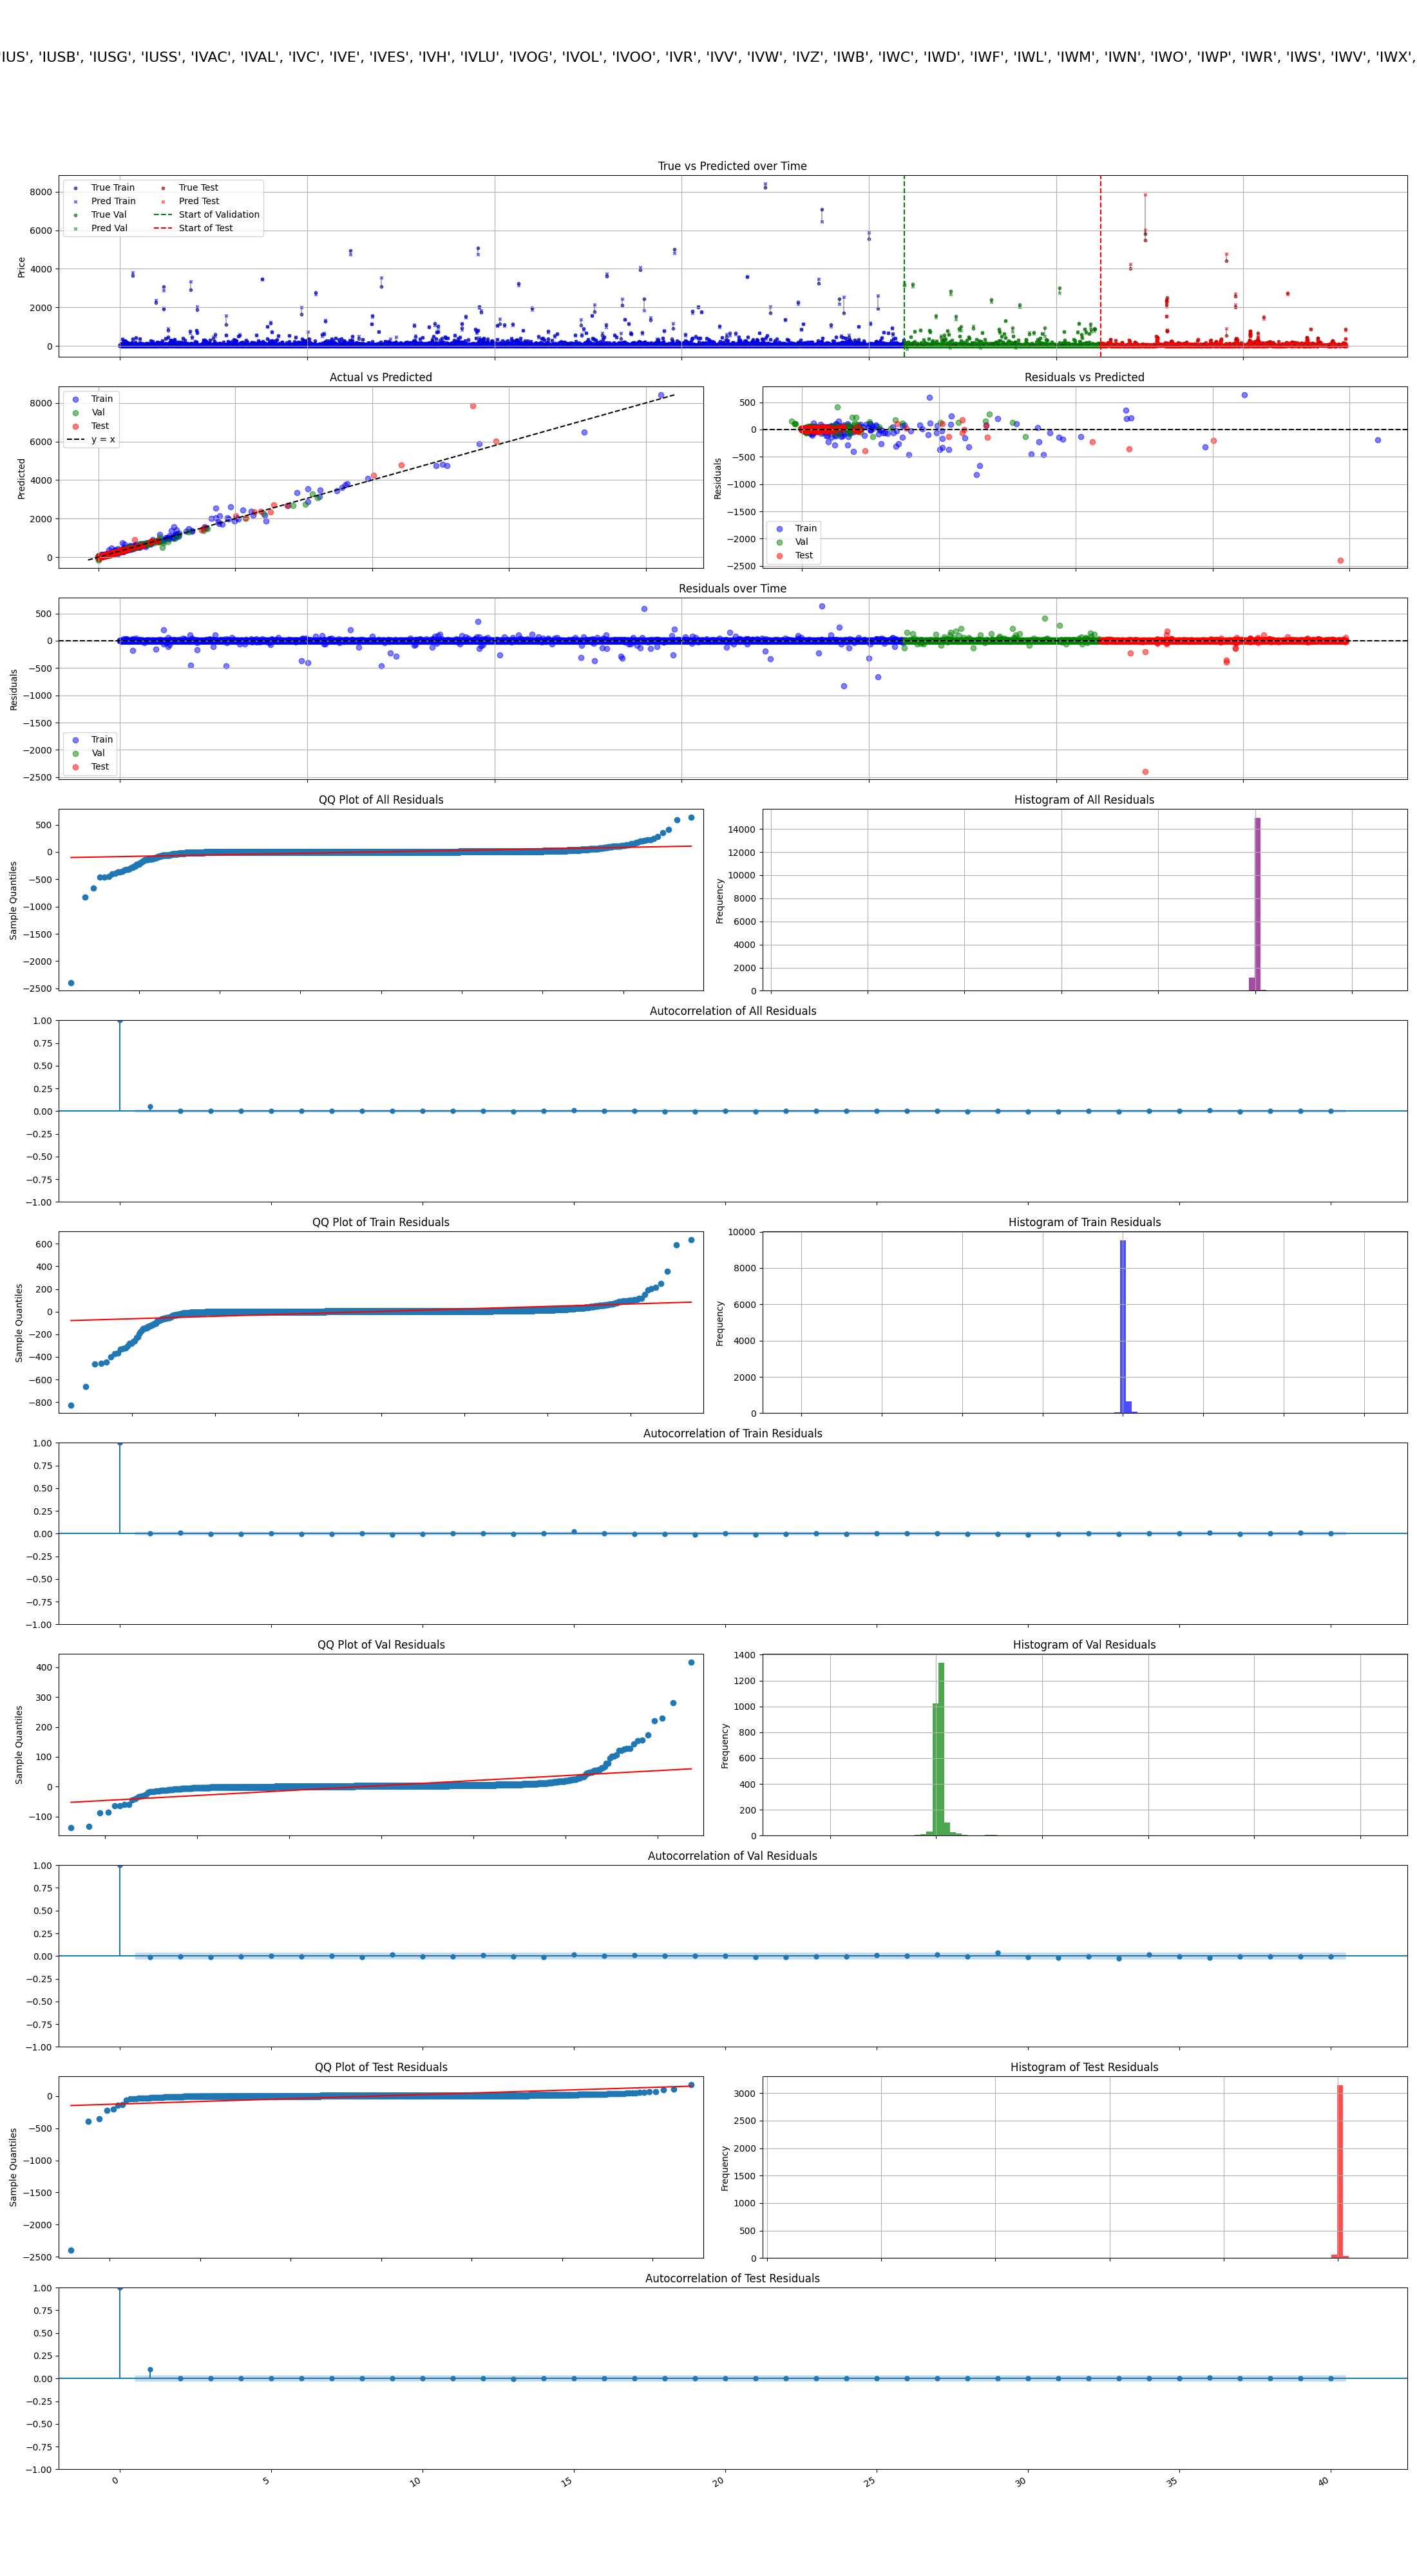 'IUS', 'IUSB', 'IUSG', 'IUSS', 'IVAC', 'IVAL', 'IVC', 'IVE', 'IVES', 'IVH', 'IVLU', 'IVOG', 'IVOL', 'IVOO', 'IVR', 'IVV', 'IVW', 'IVZ', 'IWB', 'IWC', 'IWD', 'IWF', 'IWL', 'IWM', 'IWN', 'IWO', 'IWP', 'IWR', 'IWS', 'IWV', 'IWX',
True vs Predicted over Time
Price
8000
6000
4000
2000
0
True Train
Pred Train
True Val
Pred Val
True Test
Pred Test
Start of Validation
Start of Test
Actual vs Predicted
Predicted
8000
6000
4000
2000
0
Train
Val
Test
y = x
Residuals vs Predicted
Residuals
500
0
−500
−1000
−1500
−2000
−2500
Train
Val
Test
Residuals over Time
Residuals
500
0
−500
−1000
−1500
−2000
−2500
Train
Val
Test
QQ Plot of All Residuals
Sample Quantiles
500
0
−500
−1000
−1500
−2000
−2500
Histogram of All Residuals
Frequency
14000
12000
10000
8000
6000
4000
2000
0
Autocorrelation of All Residuals
1.00
0.75
0.50
0.25
0.00
−0.25
−0.50
−0.75
−1.00
QQ Plot of Train Residuals
Sample Quantiles
600
400
200
0
−200
−400
−600
−800
Histogram of Train Residuals
Frequency
10000
8000
6000
4000
2000
0
Autocorrelation of Train Residuals
1.00
0.75
0.50
0.25
0.00
−0.25
−0.50
−0.75
−1.00
QQ Plot of Val Residuals
Sample Quantiles
400
300
200
100
0
−100
Histogram of Val Residuals
Frequency
1400
1200
1000
800
600
400
200
0
Autocorrelation of Val Residuals
1.00
0.75
0.50
0.25
0.00
−0.25
−0.50
−0.75
−1.00
QQ Plot of Test Residuals
Sample Quantiles
0
−500
−1000
−1500
−2000
−2500
Histogram of Test Residuals
Frequency
3000
2500
2000
1500
1000
500
0
Autocorrelation of Test Residuals
1.00
0.75
0.50
0.25
0.00
−0.25
−0.50
−0.75
−1.00
0 5 10 15 20 25 30 35 40